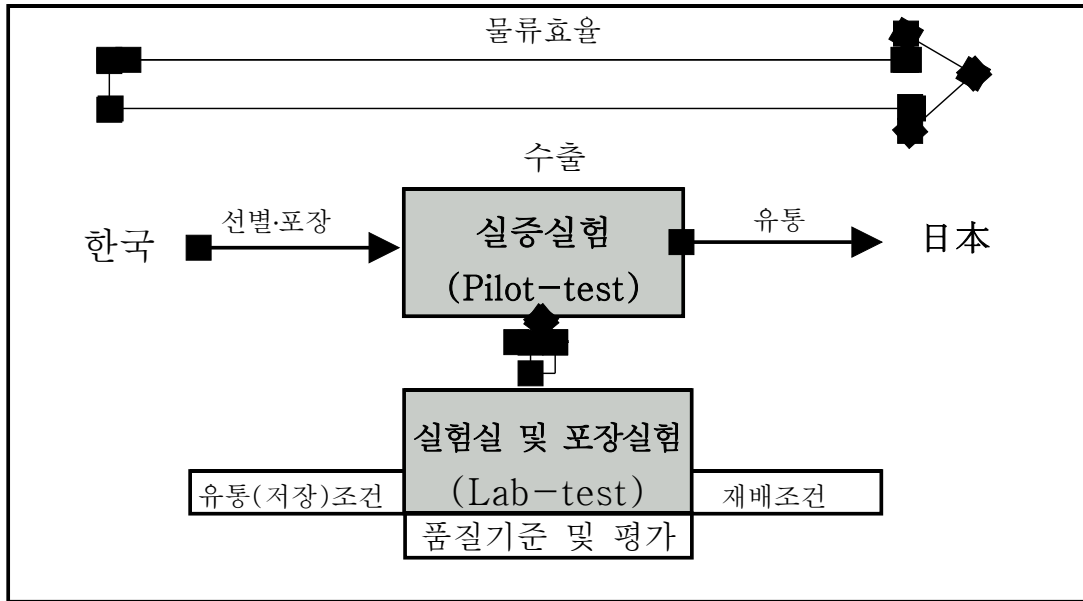 물류효율
수출
한국
선별·포장
실증실험
(Pilot-test)
유통
日本
실험실 및 포장실험
(Lab-test)
유통(저장)조건
재배조건
품질기준 및 평가